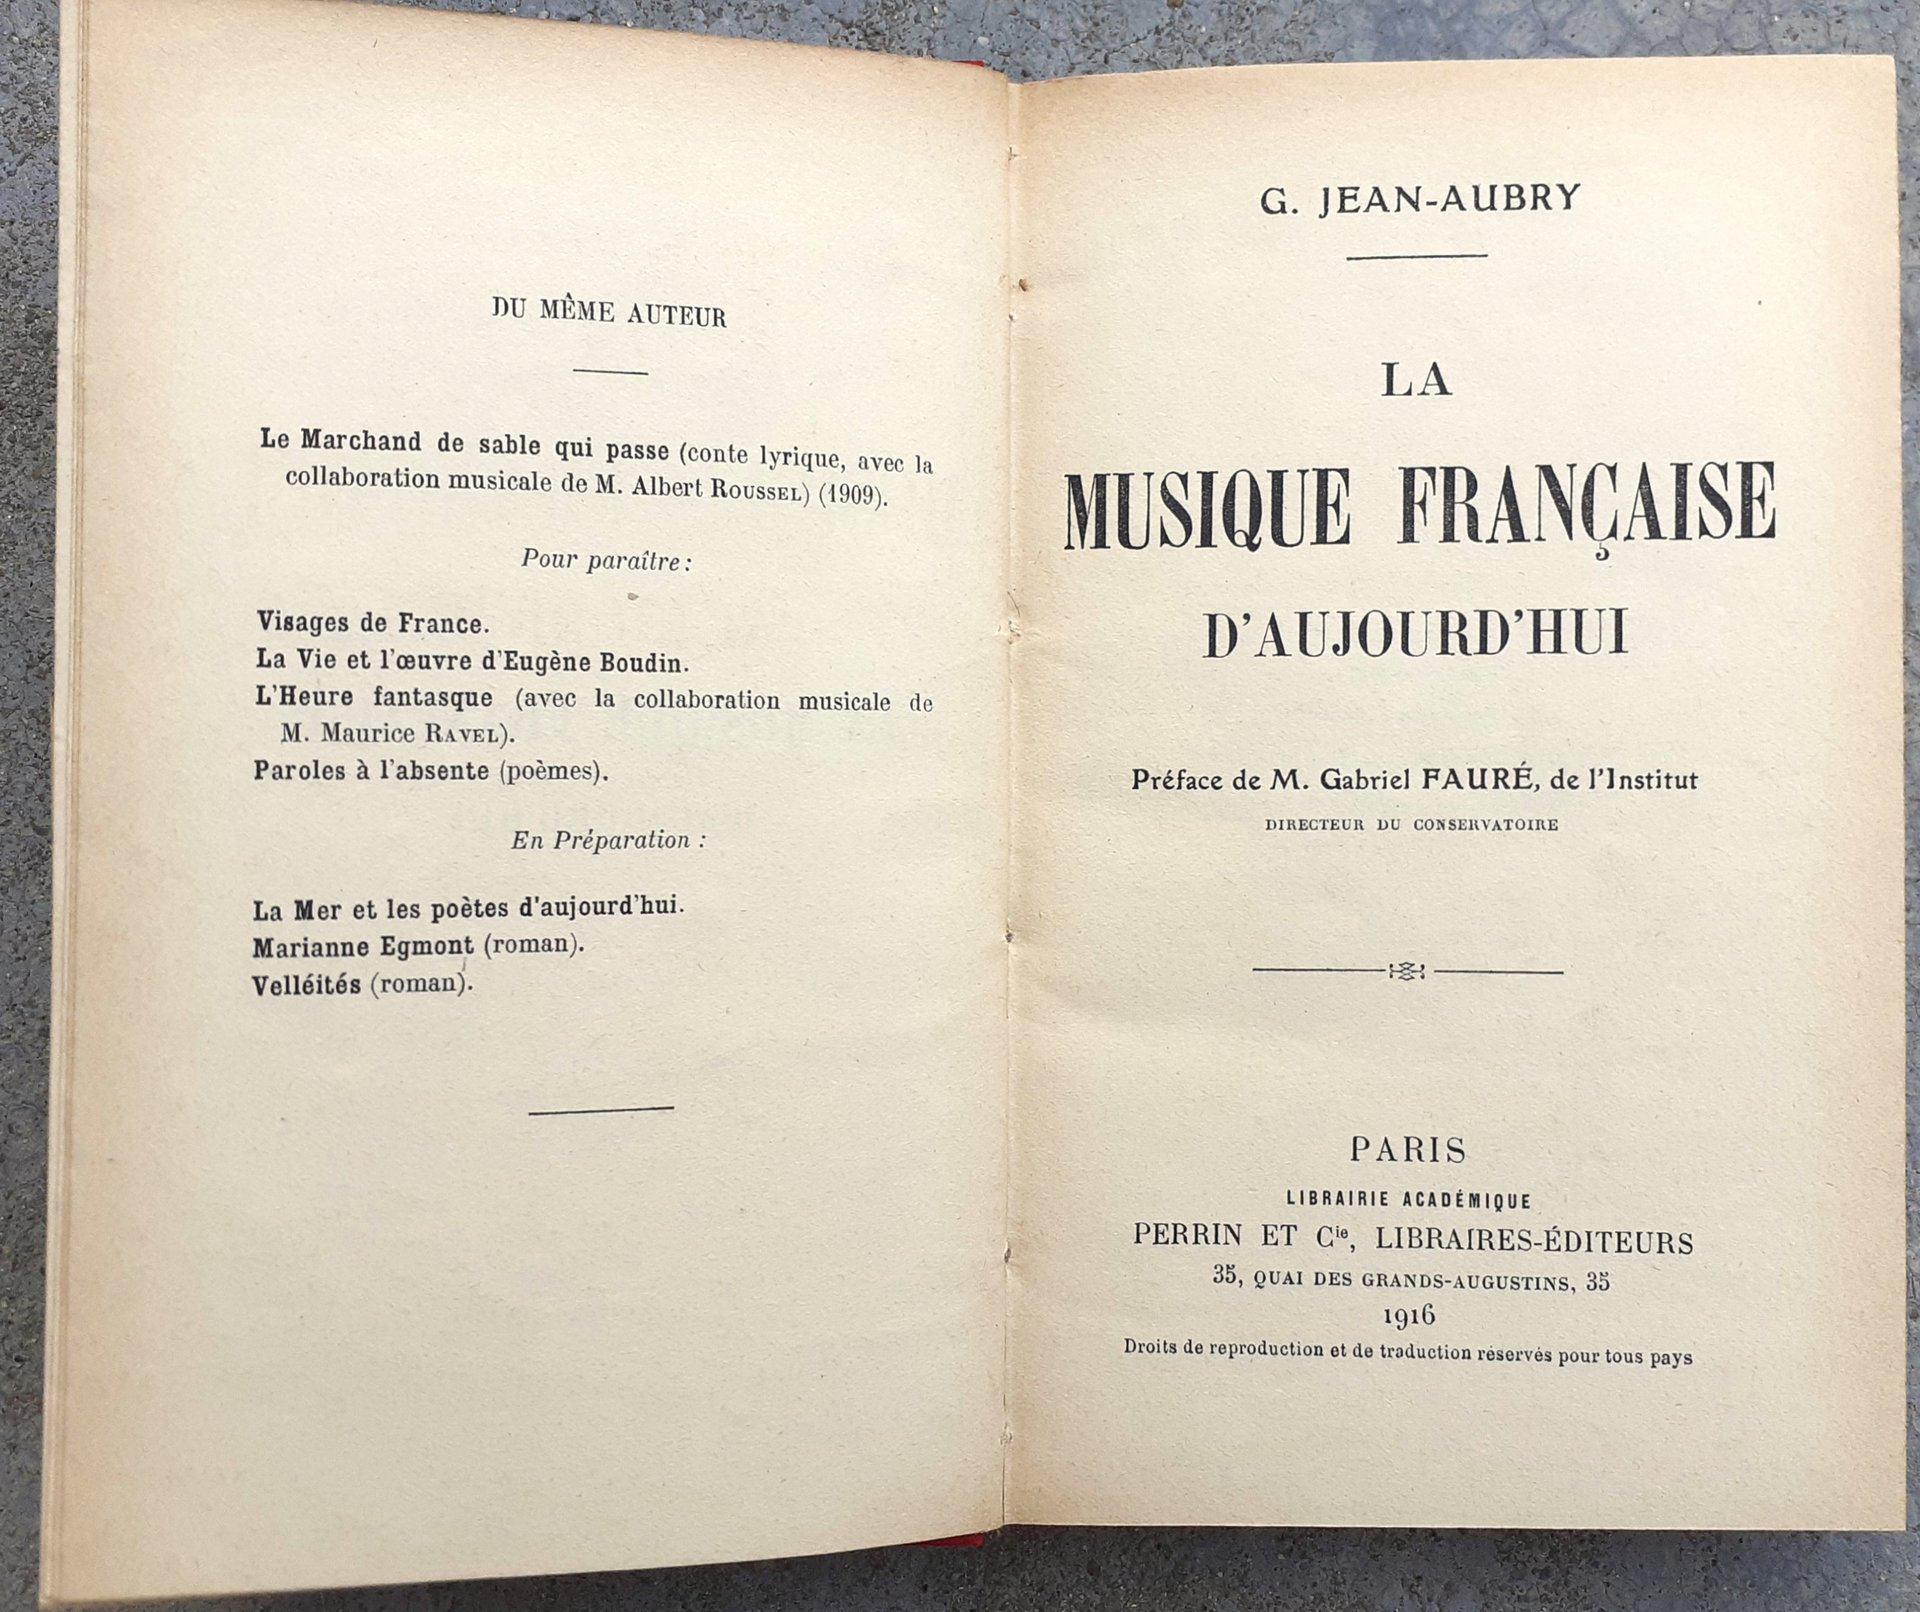 DU MÊME AUTEUR
Le Marchand de sable qui passe (conte lyrique, avec la
collaboration musicale de M. Albert ROUSSEL) (1909).
Pour paraître :
Visages de France.
La Vie et l'œuvre d'Eugène Boudin.
L'Heure fantasque (avec la collaboration musicale de
M. Maurice RAVEL).
Paroles à l'absente (poèmes).
En Préparation :
La Mer et les poètes d'aujourd'hui.
Marianne Egmont (roman).
Velléités (roman).
G. JEAN-AUBRY
LA
MUSIQUE FRANÇAISE
D'AUJOURD'HUI
Préface de M. Gabriel FAURÉ, de l'Institut
DIRECTEUR DU CONSERVATOIRE
PARIS
LIBRAIRIE ACADÉMIQUE
PERRIN ET Cie, LIBRAIRES-ÉDITEURS
35, QUAI DES GRANDS-AUGUSTINS, 35
1916
Droits de reproduction et de traduction réservés pour tous pays